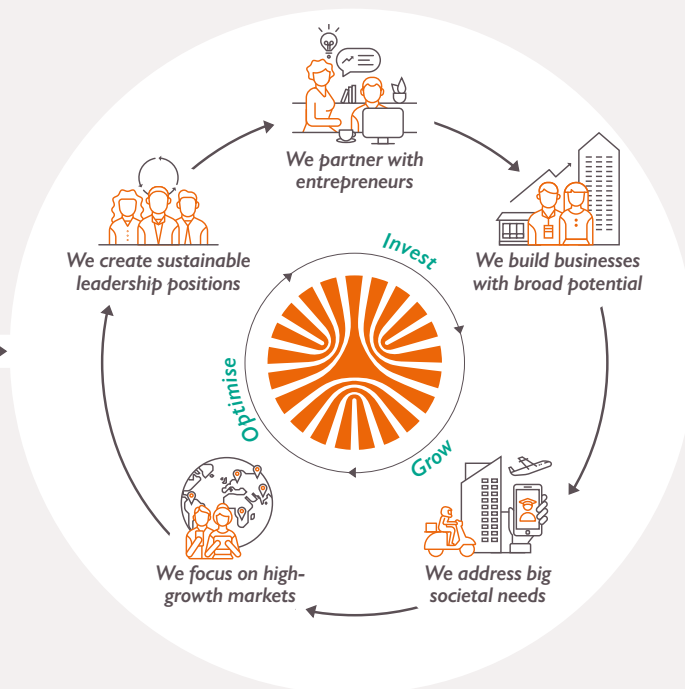 We partner with
entrepreneurs
We build businesses
with broad potential
We address big
societal needs
We focus on high-
growth markets
We create sustainable
leadership positions
Invest
Grow
Optimise